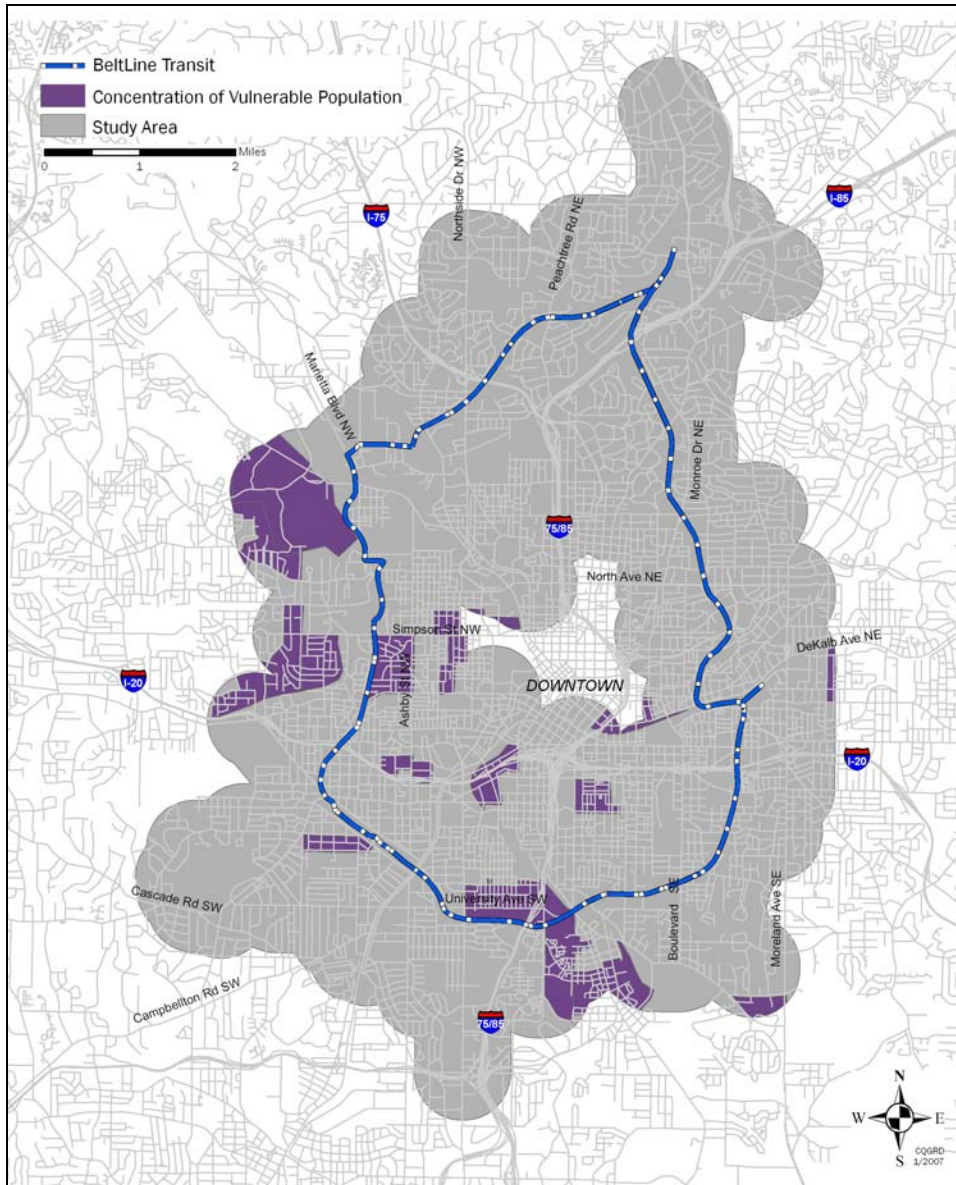 BeltLine Transit
Concentration of Vulnerable Population
Study Area
Miles
0 1 2
Northside Dr NW
I-75
I-85
Peachtree Rd NE
Marietta Blvd NW
Monroe Dr NE
75/85
North Ave NE
Simpson St NW
DeKalb Ave NE
I-20
Ashby St NW
DOWNTOWN
I-20
Cascade Rd SW
University Ave SW
Boulevard SE
Moreland Ave SE
Campbellton Rd SW
75/85
N
W E
S
CQGRD
1/2007